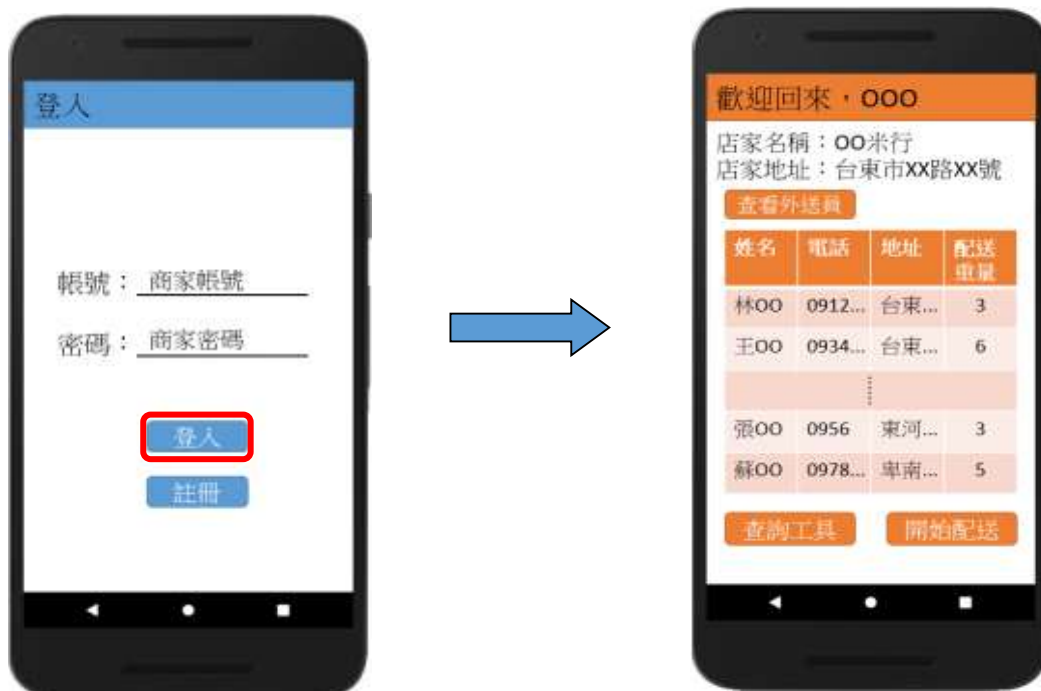 登入
帳號： 商家帳號
密碼： 商家密碼
登入
註冊
歡迎回來，OOO
店家名稱：OO米行
店家地址：台東市XX路XX號
查看外送員
姓名 電話 地址 配送重量
林OO 0912... 台東... 3
王OO 0934... 台東... 6
張OO 0956 東河... 3
蘇OO 0978... 卑南... 5
查詢工具 開始配送